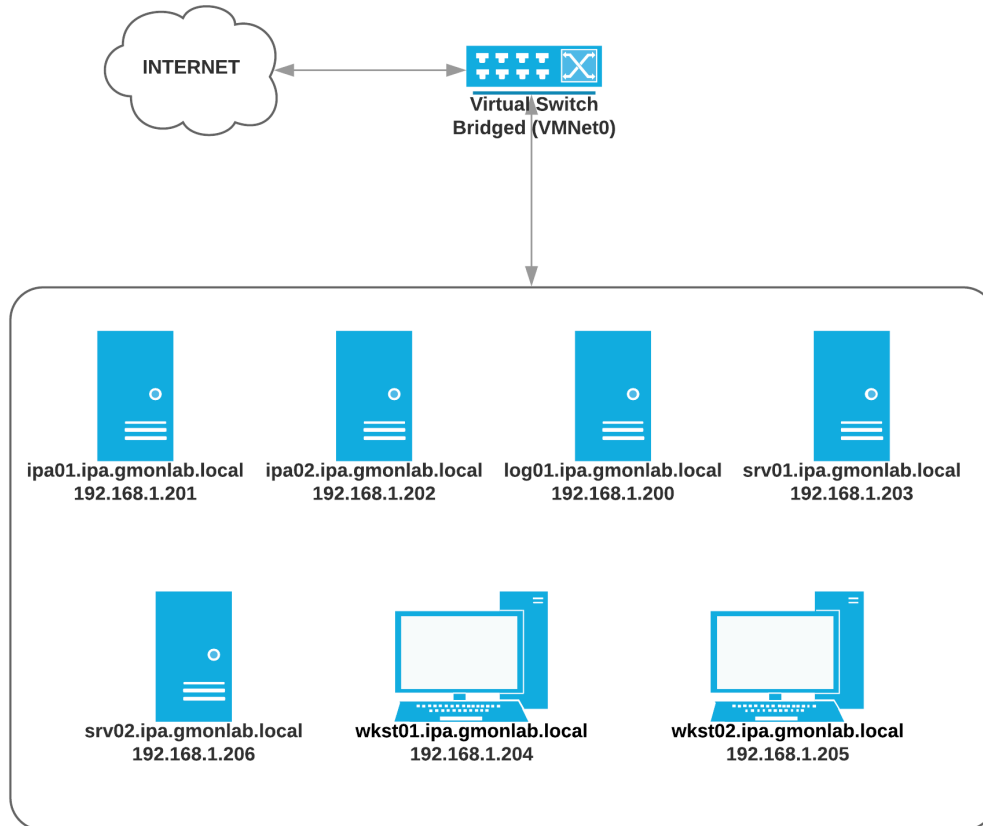 INTERNET
Virtual Switch
Bridged (VMNet0)
ipa01.ipa.gmonlab.local
192.168.1.201
ipa02.ipa.gmonlab.local
192.168.1.202
log01.ipa.gmonlab.local
192.168.1.200
srv01.ipa.gmonlab.local
192.168.1.203
srv02.ipa.gmonlab.local
192.168.1.206
wkst01.ipa.gmonlab.local
192.168.1.204
wkst02.ipa.gmonlab.local
192.168.1.205